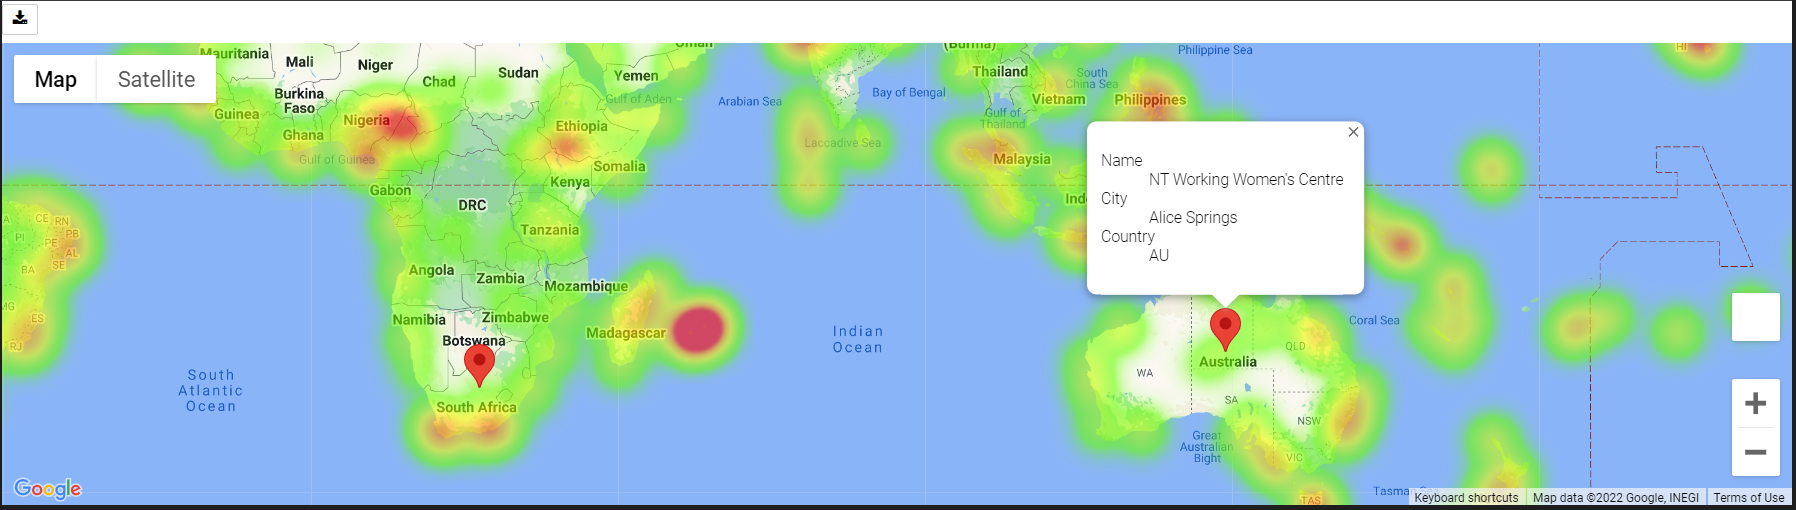 Map
Satellite
Mauritania
Mali
Niger
Chad
Sudan
Oman
Yemen
Burkina
Faso
Guinea
Nigeria
Ghana
Ethiopia
Gulf of Aden
Gulf of Guinea
Somalia
Gabon
Kenya
DRC
Tanzania
Angola
Zambia
Mozambique
Namibia
Zimbabwe
Madagascar
Botswana
South Africa
Arabian Sea
Bay of Bengal
Laccadive Sea
(Burma)
Thailand
South
China Sea
Vietnam
Gulf of
Thailand
Philippines
Philippine Sea
Malaysia
Ind
HI
CE
RN
PB
PI
PE
AL
SE
BA
MG
ES
RJ
South
Atlantic
Ocean
Indian
Ocean
Name
NT Working Women's Centre
City
Alice Springs
Country
AU
Coral Sea
QLD
Australia
WA
SA
NSW
Great
Australian
Bight
VIC
TAS
Tasman Sea
Google
Keyboard shortcuts
Map data ©2022 Google, INEGI
Terms of Use